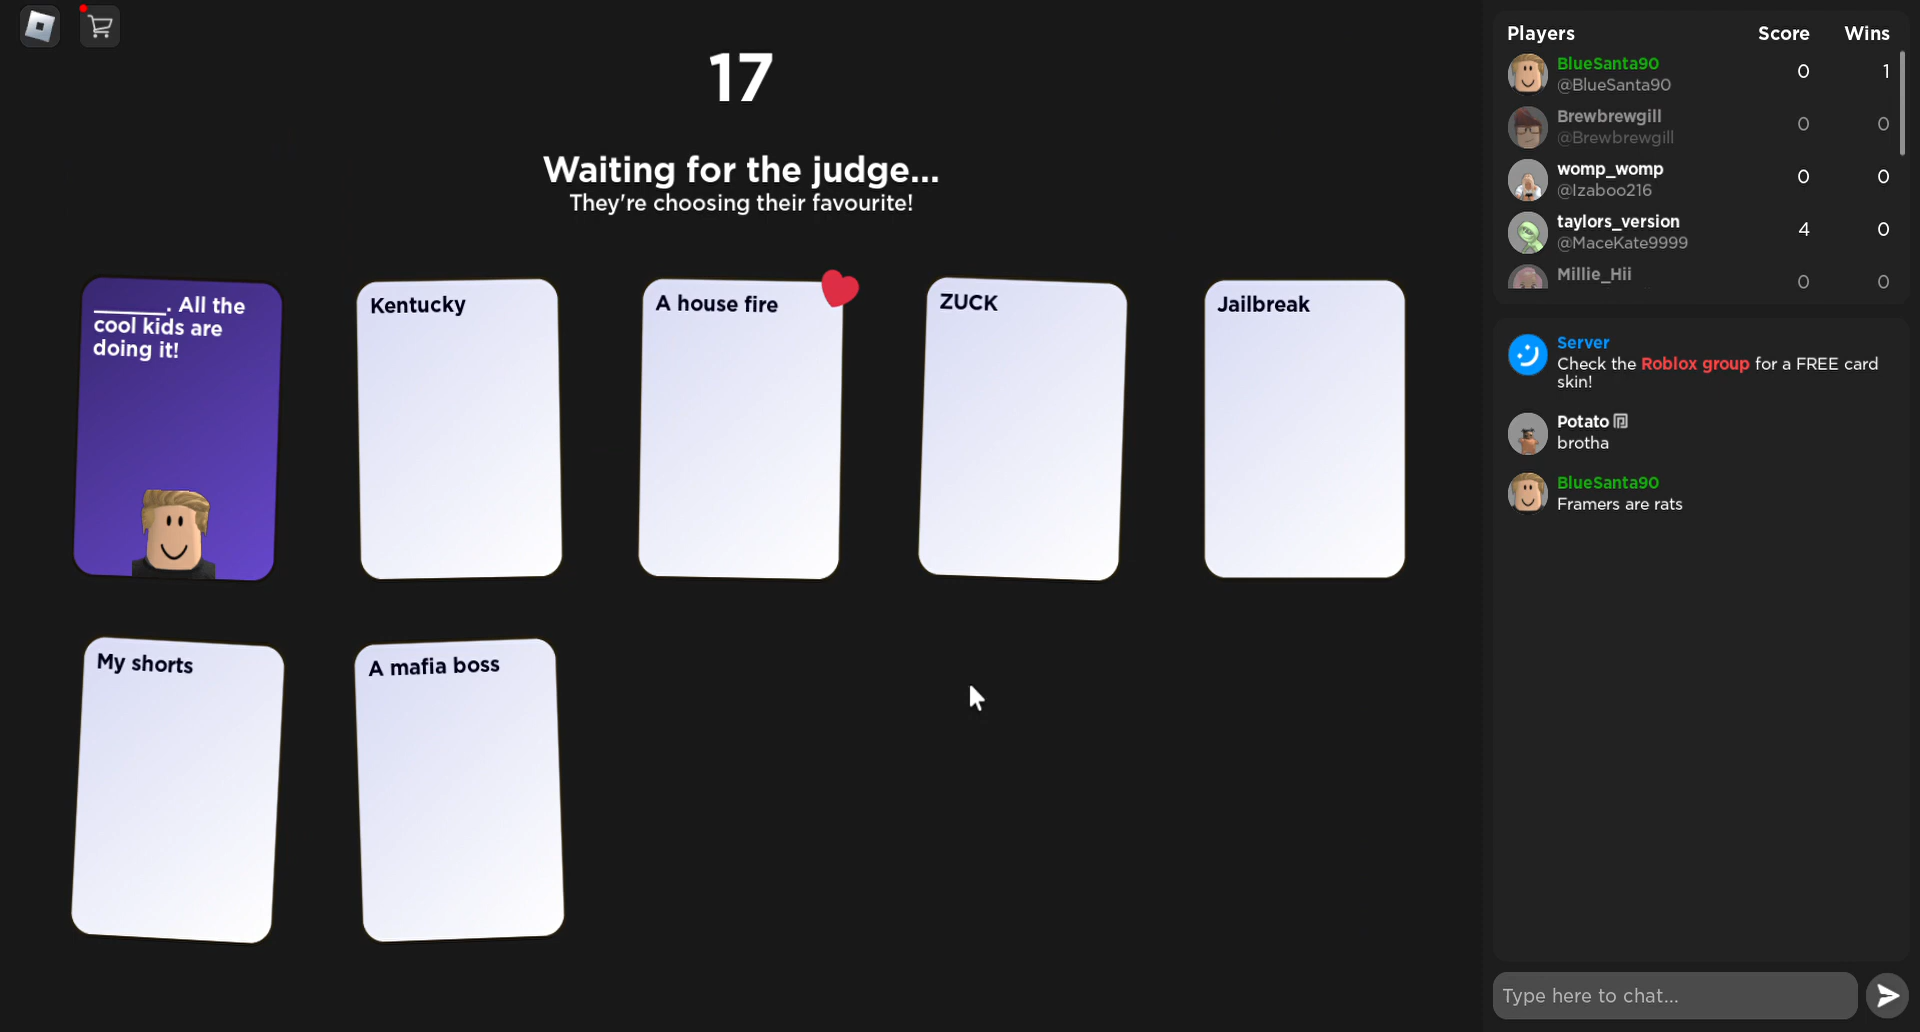 17
Waiting for the judge...
They're choosing their favourite!
______. All the
cool kids are
doing it!
Kentucky
A house fire
ZUCK
Jailbreak
My shorts
A mafia boss
Players Score Wins
BlueSanta90
@BlueSanta90
0 1
Brewbrewgill
@Brewbrewgill
0 0
womp_womp
@Izaboo216
0 0
taylors_version
@MaceKate9999
4 0
Millie_Hii
0 0
Server
Check the Roblox group for a FREE card
skin!
Potato
brotha
BlueSanta90
Framers are rats
Type here to chat...